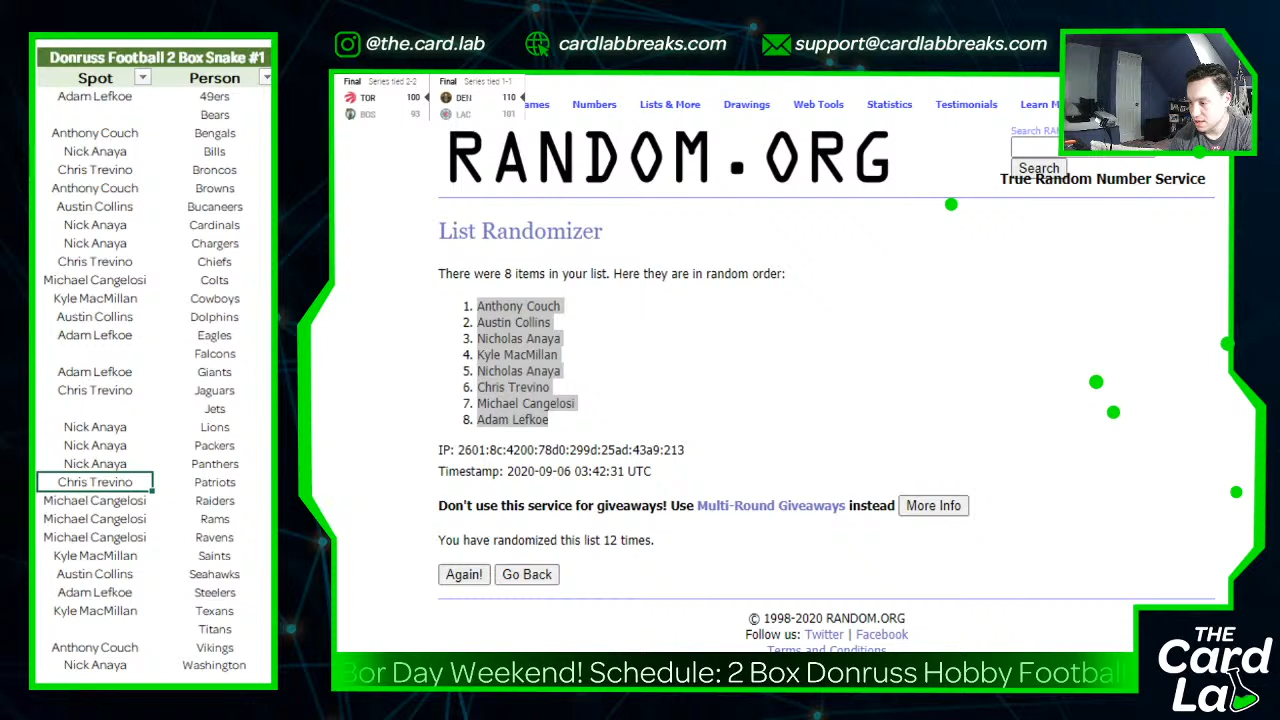 @the.card.lab
cardlabbreaks.com
support@cardlabbreaks.com
Donruss Football 2 Box Snake #1
Spot Person
Adam Lefkoe 49ers
Bears
Anthony Couch Bengals
Nick Anaya Bills
Chris Trevino Broncos
Anthony Couch Browns
Austin Collins Bucaneers
Nick Anaya Cardinals
Nick Anaya Chargers
Chris Trevino Chiefs
Michael Cangelosi Colts
Kyle MacMillan Cowboys
Austin Collins Dolphins
Adam Lefkoe Eagles
Falcons
Adam Lefkoe Giants
Chris Trevino Jaguars
Jets
Nick Anaya Lions
Nick Anaya Packers
Nick Anaya Panthers
Chris Trevino Patriots
Michael Cangelosi Raiders
Michael Cangelosi Rams
Michael Cangelosi Ravens
Kyle MacMillan Saints
Austin Collins Seahawks
Adam Lefkoe Steelers
Kyle MacMillan Texans
Titans
Anthony Couch Vikings
Nick Anaya Washington
Final Series tied 2-2
TOR 100
BOS 93
Final Series tied 1-1
DEN 110
LAC 101
ames Numbers Lists & More Drawings Web Tools Statistics Testimonials Learn M
RANDOM.ORG
Search RA
Search
True Random Number Service
List Randomizer
There were 8 items in your list. Here they are in random order:
1. Anthony Couch
2. Austin Collins
3. Nicholas Anaya
4. Kyle MacMillan
5. Nicholas Anaya
6. Chris Trevino
7. Michael Cangelosi
8. Adam Lefkoe
IP: 2601:8c:4200:78d0:299d:25ad:43a9:213
Timestamp: 2020-09-06 03:42:31 UTC
Don't use this service for giveaways! Use Multi-Round Giveaways instead More Info
You have randomized this list 12 times.
Again! Go Back
© 1998-2020 RANDOM.ORG
Follow us: Twitter | Facebook
Terms and Conditions
Bor Day Weekend! Schedule: 2 Box Donruss Hobby Football
THE
Card
La